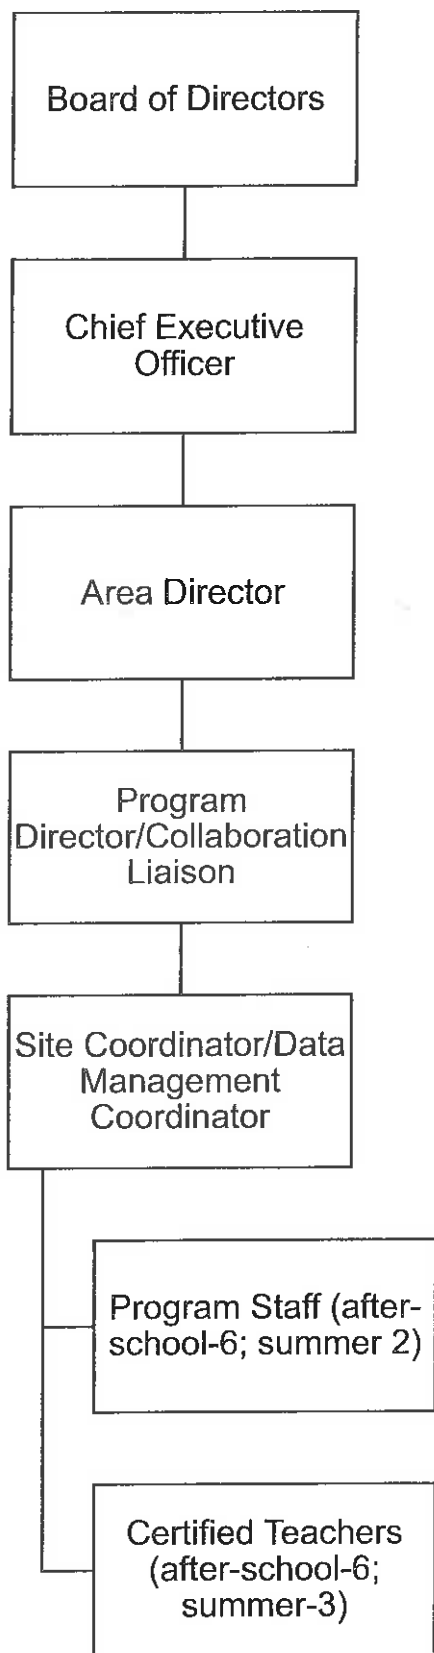 Board of Directors
Chief Executive
Officer
Area Director
Program
Director/Collaboration
Liaison
Site Coordinator/Data
Management
Coordinator
Program Staff (after-
school-6; summer 2)
Certified Teachers
(after-school-6;
summer-3)